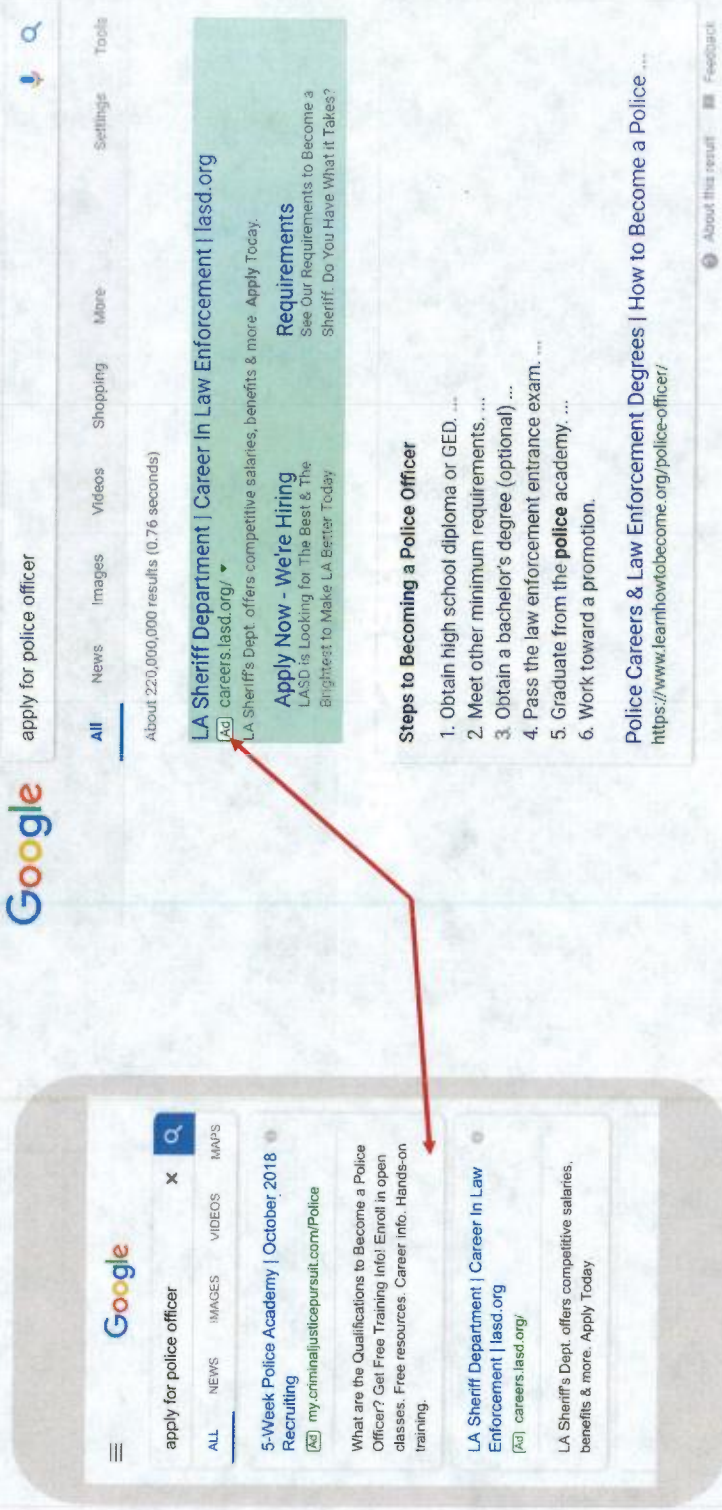 Google
apply for police officer X
ALL NEWS IMAGES VIDEOS MAPS
5-Week Police Academy | October 2018
Recruiting
Ad my.criminaljusticepursuit.com/Police
What are the Qualifications to Become a Police
Officer? Get Free Training Info! Enroll in open
classes. Free resources. Career info. Hands-on
training.
LA Sheriff Department | Career In Law
Enforcement | lasd.org
Ad careers.lasd.org/
LA Sheriff's Dept. offers competitive salaries,
benefits & more. Apply Today
Google
apply for police officer
All News Images Videos Shopping More Settings Tools
About 220,000,000 results (0.76 seconds)
LA Sheriff Department | Career In Law Enforcement | lasd.org
Ad careers.lasd.org/
LA Sheriff's Dept. offers competitive salaries, benefits & more Apply Today.
Apply Now - We're Hiring
LASD is Looking for The Best & The
Brightest to Make LA Better Today
Requirements
See Our Requirements to Become a
Sheriff. Do You Have What it Takes?
Steps to Becoming a Police Officer
1. Obtain high school diploma or GED. ...
2. Meet other minimum requirements. ...
3. Obtain a bachelor's degree (optional) ...
4. Pass the law enforcement entrance exam. ...
5. Graduate from the police academy. ...
6. Work toward a promotion.
Police Careers & Law Enforcement Degrees | How to Become a Police ...
https://www.learnhowtobecome.org/police-officer/
About this result Feedback